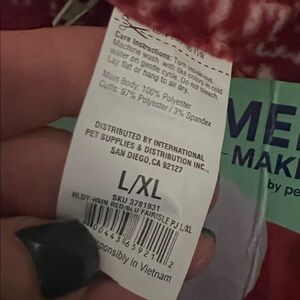 Care Instructions: Turn
Machine wash with like colors in cold
water on gentle cycle. Do not bleach.
Lay flat or hang to air dry.
Main Body: 100% Polyester
Cuffs: 97% Polyester / 3% Spandex
DISTRIBUTED BY INTERNATIONAL
PET SUPPLIES & DISTRIBUTION INC.,
SAN DIEGO, CA 92127
L/XL
SKU 3781931
HLDY-HMN RED/BLU FAIRISLE PJ L/XL
in Vietnam
ME
MAK
by pe